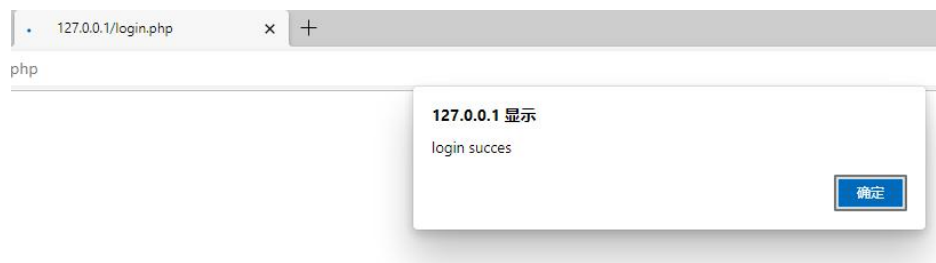 127.0.0.1/login.php
php
127.0.0.1 显示
login succes
确定